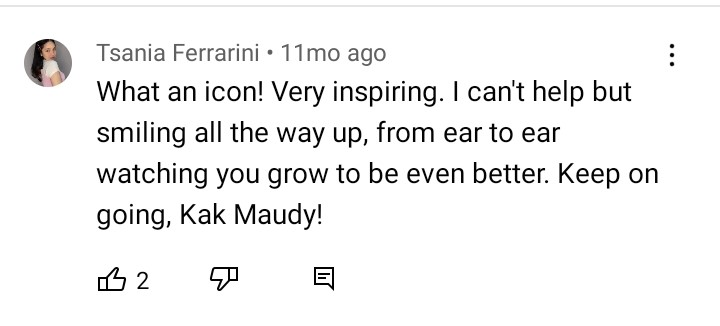 Tsania Ferrarini • 11mo ago
What an icon! Very inspiring. I can't help but
smiling all the way up, from ear to ear
watching you grow to be even better. Keep on
going, Kak Maudy!
2